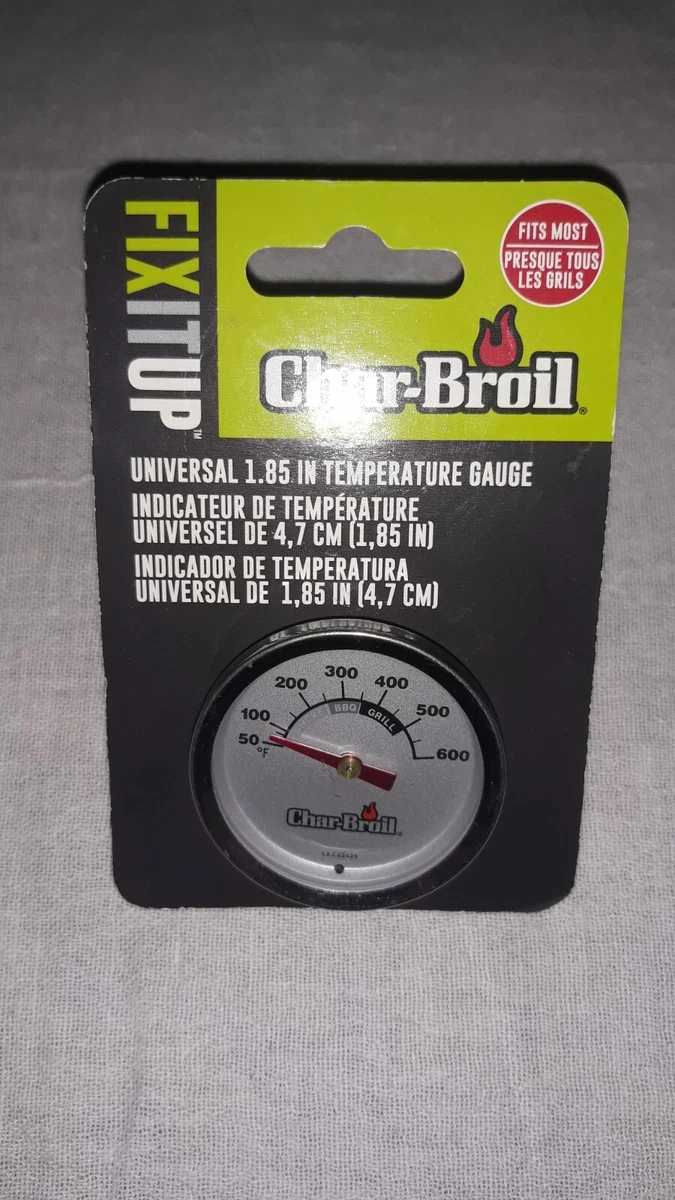 FIXITUP™
FITS MOST
PRESQUE TOUS
LES GRILS
Char-Broil®
UNIVERSAL 1.85 IN TEMPERATURE GAUGE
INDICATEUR DE TEMPÉRATURE
UNIVERSEL DE 4,7 CM (1,85 IN)
INDICADOR DE TEMPERATURA
UNIVERSAL DE 1,85 IN (4,7 CM)
50
100
200
300
400
500
600
°F
BBQ
GRILL
Char-Broil®